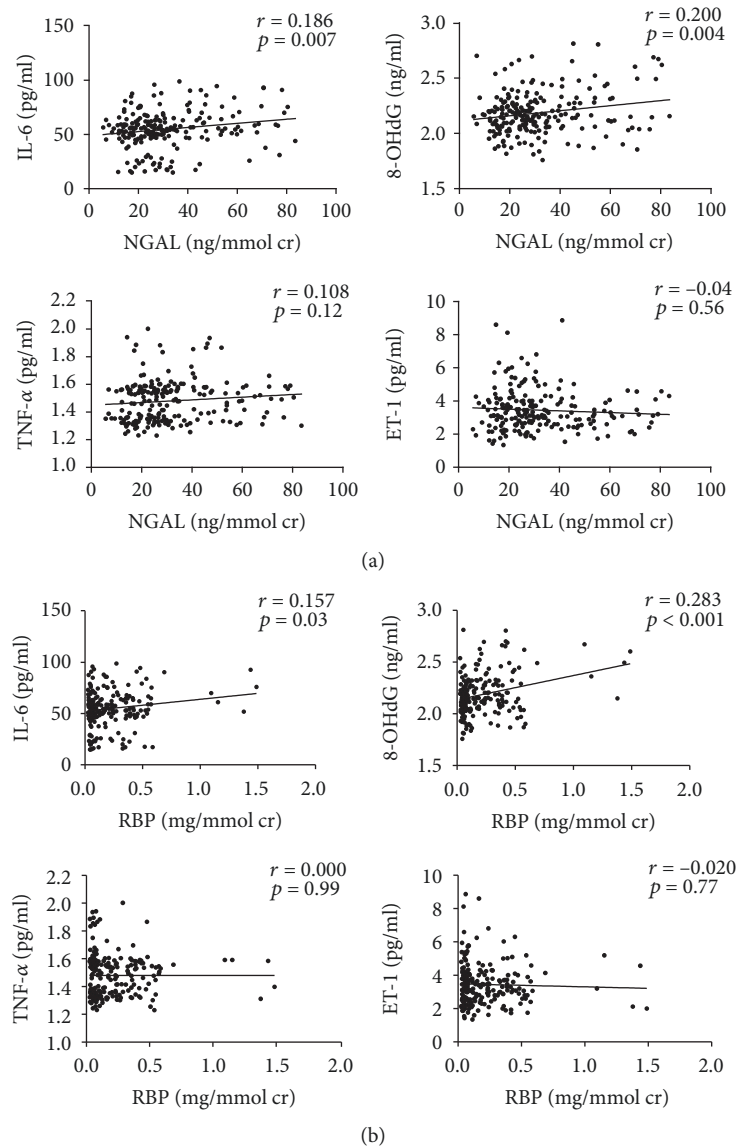 r = 0.186
p = 0.007
IL-6 (pg/ml)
150
100
50
0
0 20 40 60 80 100
NGAL (ng/mmol cr)
r = 0.200
p = 0.004
8-OHdG (ng/ml)
3.0
2.5
2.0
1.5
0 20 40 60 80 100
NGAL (ng/mmol cr)
r = 0.108
p = 0.12
TNF-α (pg/ml)
2.2
2.0
1.8
1.6
1.4
1.2
1.0
0 20 40 60 80 100
NGAL (ng/mmol cr)
r = –0.04
p = 0.56
ET-1 (pg/ml)
10
8
6
4
2
0
0 20 40 60 80 100
NGAL (ng/mmol cr)
(a)
r = 0.157
p = 0.03
IL-6 (pg/ml)
150
100
50
0
0.0 0.5 1.0 1.5 2.0
RBP (mg/mmol cr)
r = 0.283
p < 0.001
8-OHdG (ng/ml)
3.0
2.5
2.0
1.5
0.0 0.5 1.0 1.5 2.0
RBP (mg/mmol cr)
r = 0.000
p = 0.99
TNF-α (pg/ml)
2.2
2.0
1.8
1.6
1.4
1.2
1.0
0.0 0.5 1.0 1.5 2.0
RBP (mg/mmol cr)
r = –0.020
p = 0.77
ET-1 (pg/ml)
10
8
6
4
2
0
0.0 0.5 1.0 1.5 2.0
RBP (mg/mmol cr)
(b)